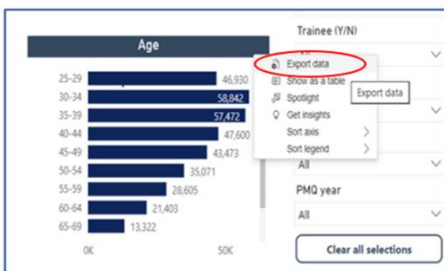 Trainee (Y/N)
Age
Export data
Show as a table
Export data
Spotlight
Get insights
Sort axis
Sort legend
25-29 46,930
30-34 58,842
35-39 57,472
40-44 47,600
45-49 43,473
50-54 35,071
55-59 28,605
60-64 21,403
65-69 13,322
0K 50K
All
PMQ year
All
Clear all selections